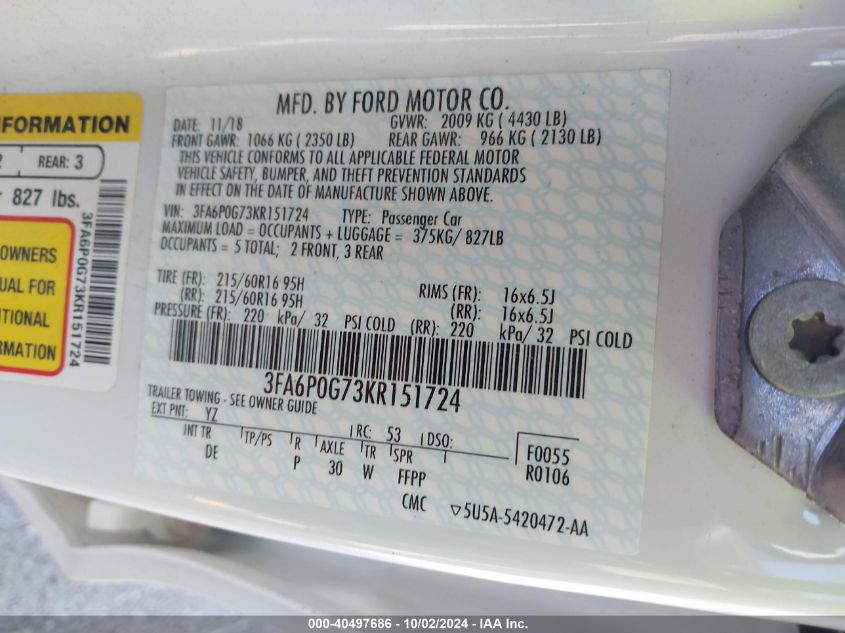 NFORMATION
2 REAR: 3
827 lbs.
OWNERS
UAL FOR
ITIONAL
ORMATION
3FA6P0G73KR151724
MFD. BY FORD MOTOR CO.
DATE: 11/18 GVWR: 2009 KG ( 4430 LB)
FRONT GAWR: 1066 KG ( 2350 LB) REAR GAWR: 966 KG ( 2130 LB)
THIS VEHICLE CONFORMS TO ALL APPLICABLE FEDERAL MOTOR
VEHICLE SAFETY, BUMPER, AND THEFT PREVENTION STANDARDS
IN EFFECT ON THE DATE OF MANUFACTURE SHOWN ABOVE.
VIN: 3FA6P0G73KR151724 TYPE: Passenger Car
MAXIMUM LOAD = OCCUPANTS + LUGGAGE = 375KG/ 827LB
OCCUPANTS = 5 TOTAL; 2 FRONT, 3 REAR
TIRE (FR): 215/60R16 95H RIMS (FR): 16x6.5J
(RR): 215/60R16 95H (RR): 16x6.5J
PRESSURE (FR): 220 kPa/ 32 PSI COLD (RR): 220 kPa/ 32 PSI COLD
3FA6P0G73KR151724
TRAILER TOWING - SEE OWNER GUIDE
EXT PNT: YZ RC: 53 DSO:
INT TR TP/PS R AXLE TR SPR F0055
DE P 30 W FFPP R0106
CMC ▽5U5A-5420472-AA
000-40497686 - 10/02/2024 - IAA Inc.